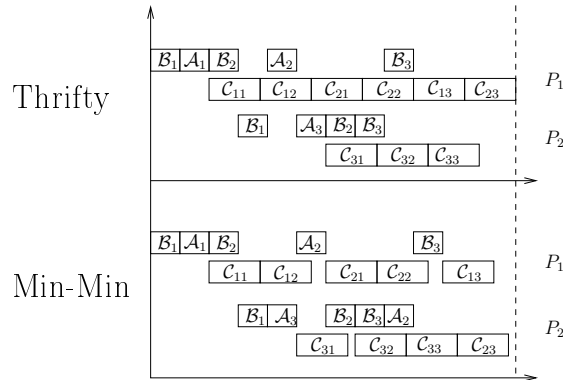 Thrifty
B₁ A₁ B₂ A₂ B₃
C₁₁ C₁₂ C₂₁ C₂₂ C₁₃ C₂₃
P₁
B₁ A₃ B₂ B₃
P₂
C₃₁ C₃₂ C₃₃
Min-Min
B₁ A₁ B₂ A₂ B₃
P₁
C₁₁ C₁₂ C₂₁ C₂₂ C₁₃
B₁ A₃ B₂ B₃ A₂
P₂
C₃₁ C₃₂ C₃₃ C₂₃